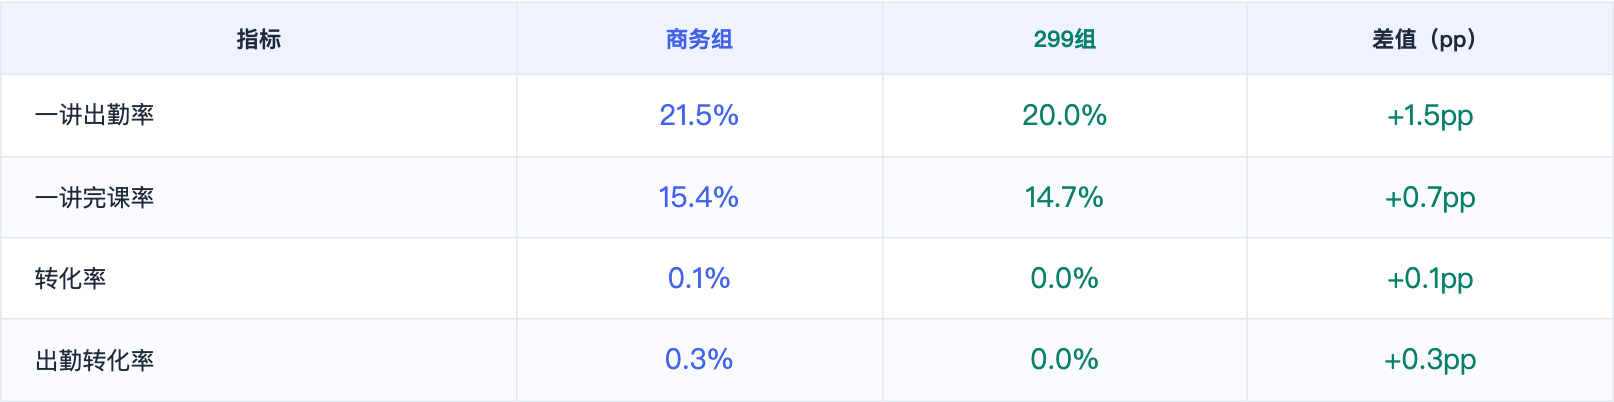 指标 商务组 299组 差值（pp）
一讲出勤率 21.5% 20.0% +1.5pp
一讲完课率 15.4% 14.7% +0.7pp
转化率 0.1% 0.0% +0.1pp
出勤转化率 0.3% 0.0% +0.3pp